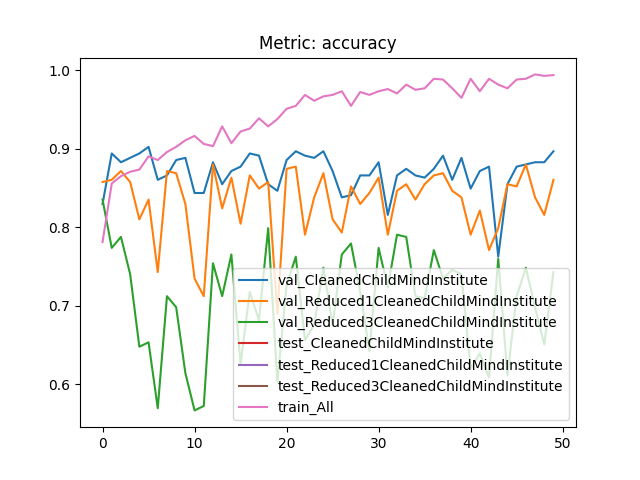 Metric: accuracy
1.0
0.9
0.8
0.7
0.6
val_CleanedChildMindInstitute
val_Reduced1CleanedChildMindInstitute
val_Reduced3CleanedChildMindInstitute
test_CleanedChildMindInstitute
test_Reduced1CleanedChildMindInstitute
test_Reduced3CleanedChildMindInstitute
train_All
0 10 20 30 40 50